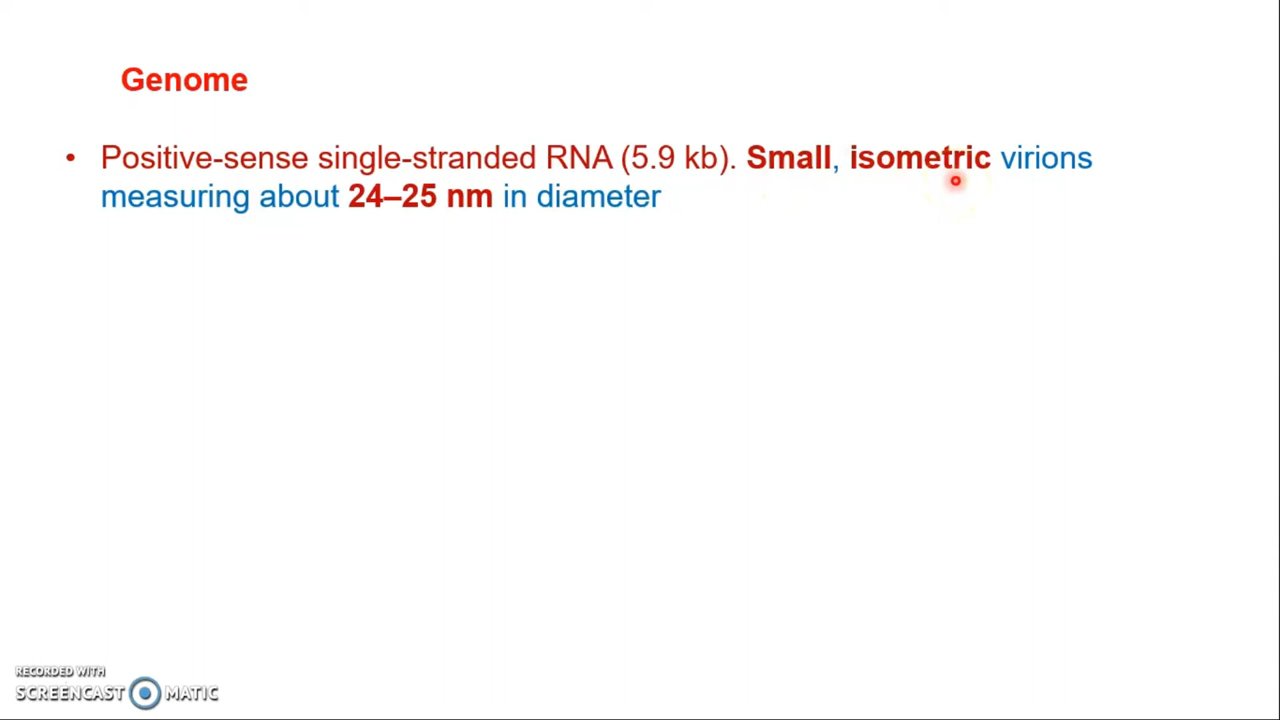 Genome
• Positive-sense single-stranded RNA (5.9 kb). Small, isometric virions
measuring about 24–25 nm in diameter
RECORDED WITH
SCREENCAST MATIC